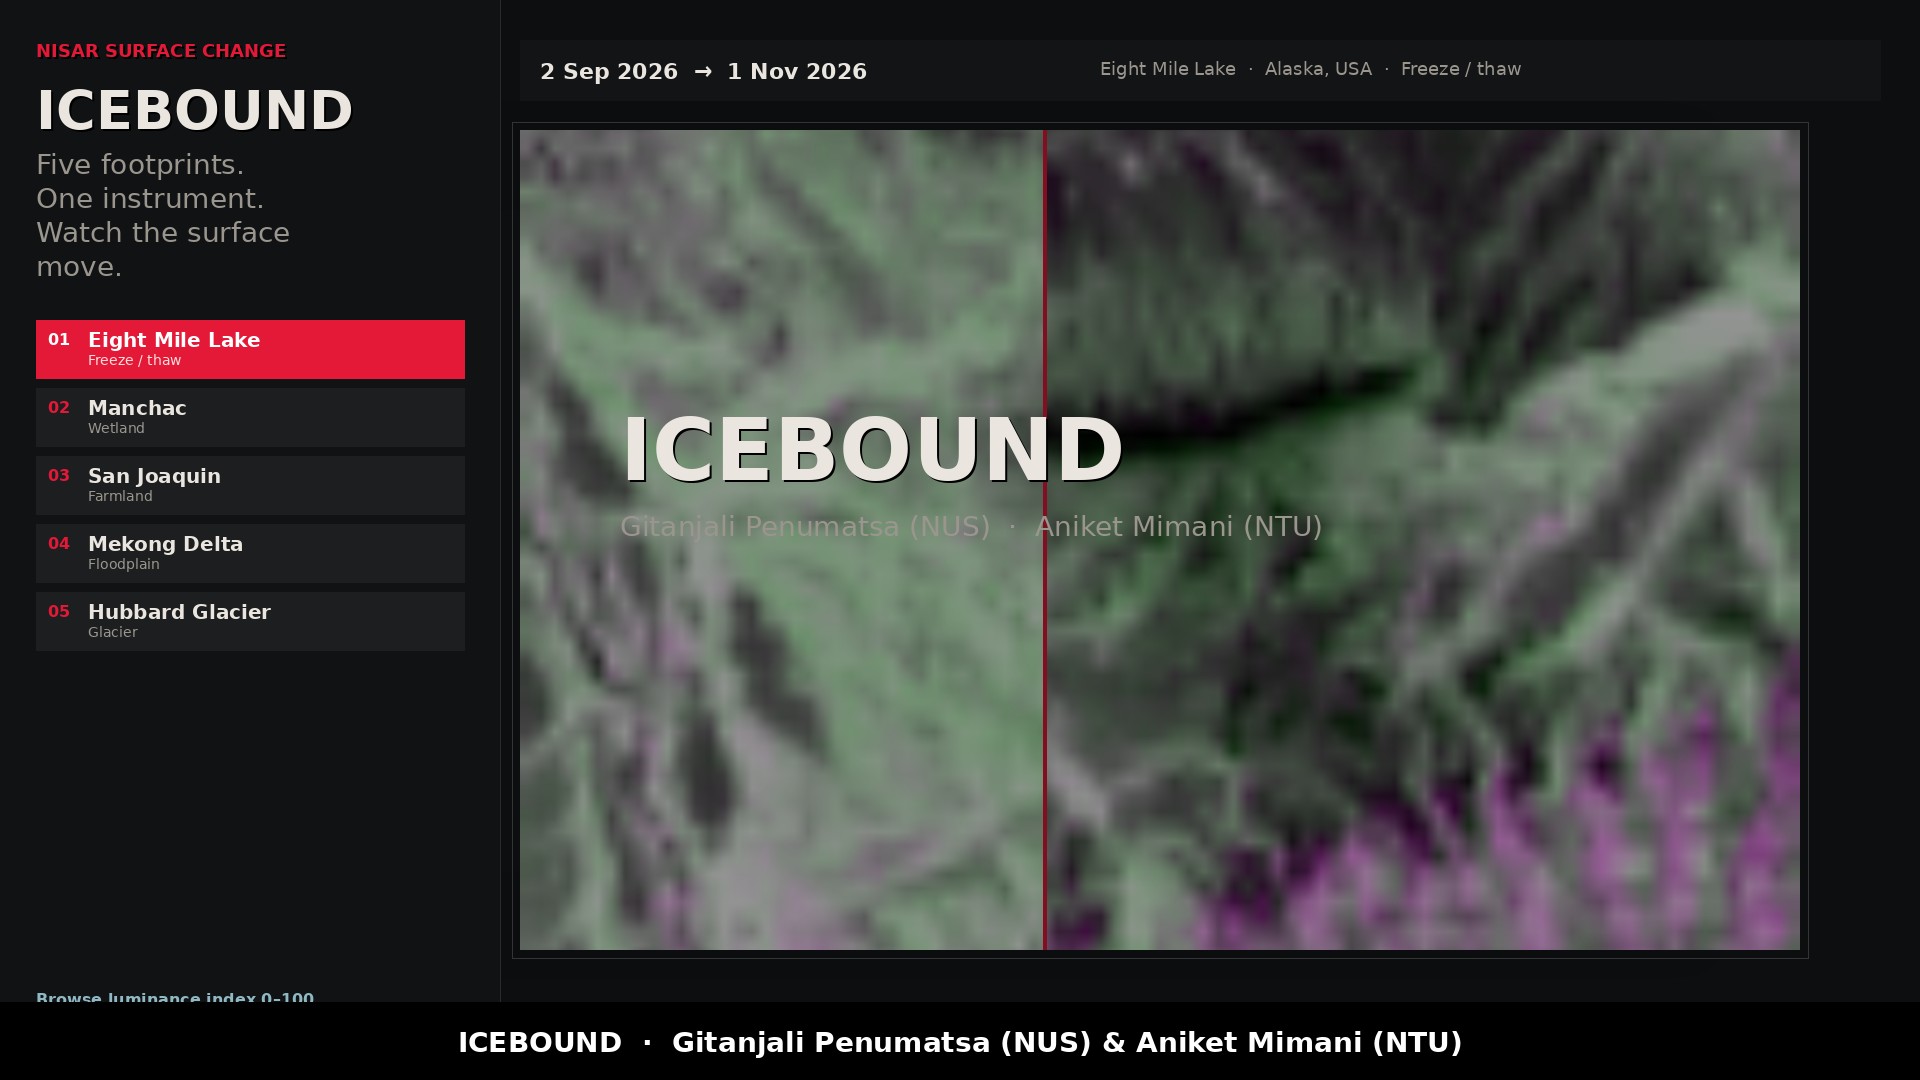 NISAR SURFACE CHANGE
ICEBOUND
Five footprints.
One instrument.
Watch the surface
move.
01 Eight Mile Lake
Freeze / thaw
02 Manchac
Wetland
03 San Joaquin
Farmland
04 Mekong Delta
Floodplain
05 Hubbard Glacier
Glacier
Browse luminance index 0–100
2 Sep 2026 → 1 Nov 2026
Eight Mile Lake · Alaska, USA · Freeze / thaw
ICEBOUND
Gitanjali Penumatsa (NUS) · Aniket Mimani (NTU)
ICEBOUND · Gitanjali Penumatsa (NUS) & Aniket Mimani (NTU)